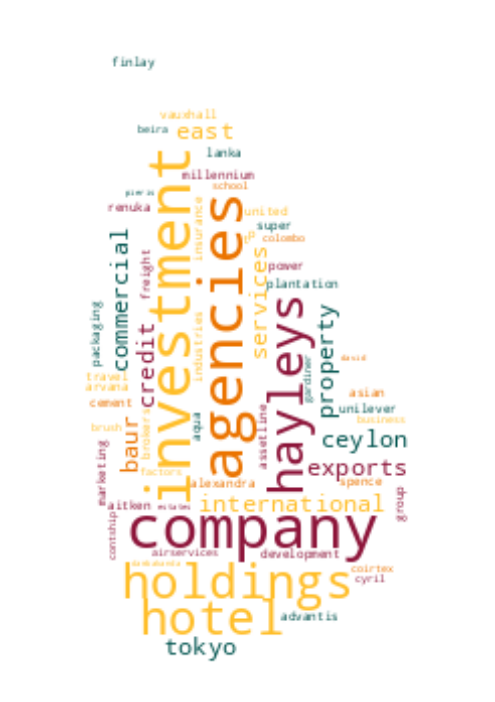 finlay
vauxhall
beira
east
lanka
millennium
school
pieris
renuka
investment
agencies
insurance
united
super
tP
colombo
commercial
freight
services
power
plantation
hayleys
packaging
credit
industries
property
gardiner
david
travel
arvana
asian
cement
unilever
business
brush
baur
brokers
aqua
assetline
ceylon
marketing
factors
exports
alexandra
spence
aitken
estates
international
group
contship
company
airservices
development
coirtex
cyril
holdings
hotel
advantis
tokyo